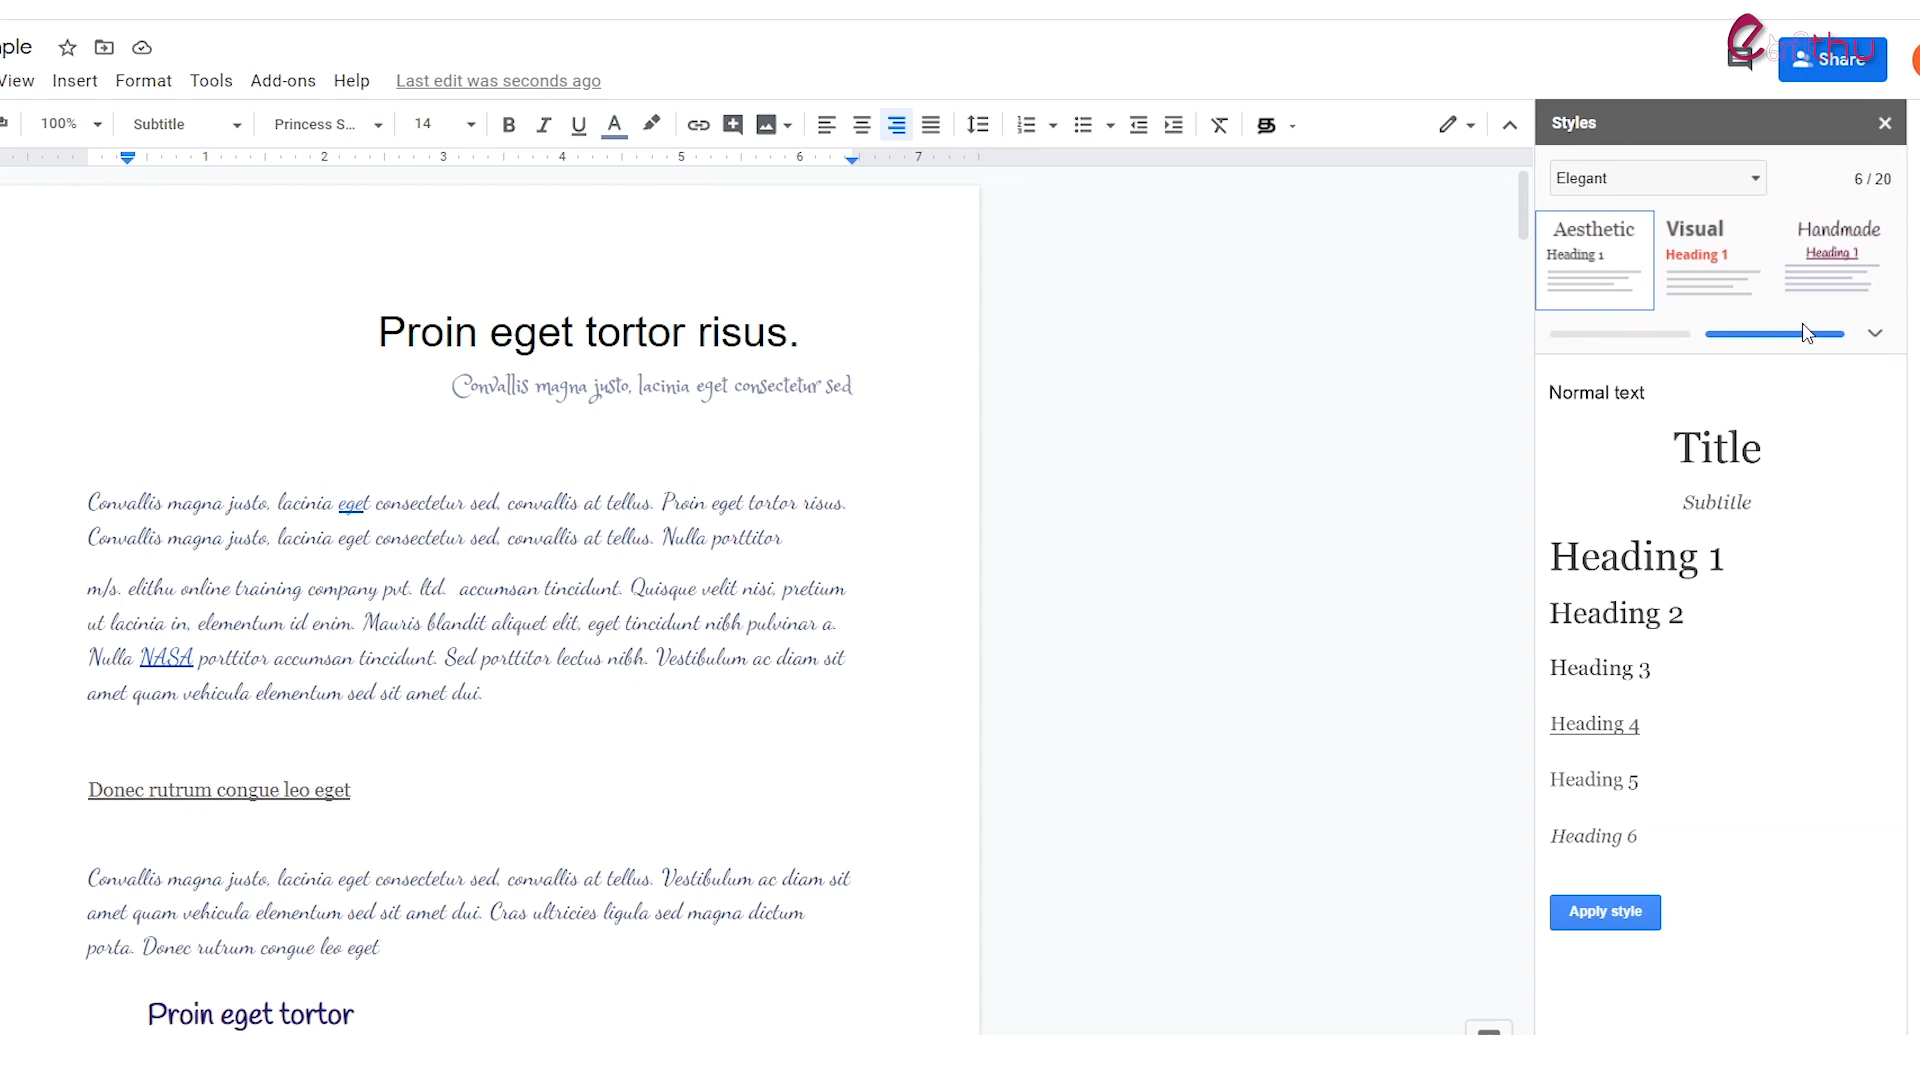 ple
View Insert Format Tools Add-ons Help Last edit was seconds ago
Share
100% Subtitle Princess S... 14
1 2 3 4 5 6 7
Styles
Elegant 6 / 20
Aesthetic
Heading 1
Visual
Heading 1
Handmade
Heading 1
Proin eget tortor risus.
Convallis magna justo, lacinia eget consectetur sed
Convallis magna justo, lacinia eget consectetur sed, convallis at tellus. Proin eget tortor risus.
Convallis magna justo, lacinia eget consectetur sed, convallis at tellus. Nulla porttitor
m/s. elithu online training company pvt. ltd. accumsan tincidunt. Quisque velit nisi, pretium
ut lacinia in, elementum id enim. Mauris blandit aliquet elit, eget tincidunt nibh pulvinar a.
Nulla NASA porttitor accumsan tincidunt. Sed porttitor lectus nibh. Vestibulum ac diam sit
amet quam vehicula elementum sed sit amet dui.
Donec rutrum congue leo eget
Convallis magna justo, lacinia eget consectetur sed, convallis at tellus. Vestibulum ac diam sit
amet quam vehicula elementum sed sit amet dui. Cras ultricies ligula sed magna dictum
porta. Donec rutrum congue leo eget
Proin eget tortor
Normal text
Title
Subtitle
Heading 1
Heading 2
Heading 3
Heading 4
Heading 5
Heading 6
Apply style